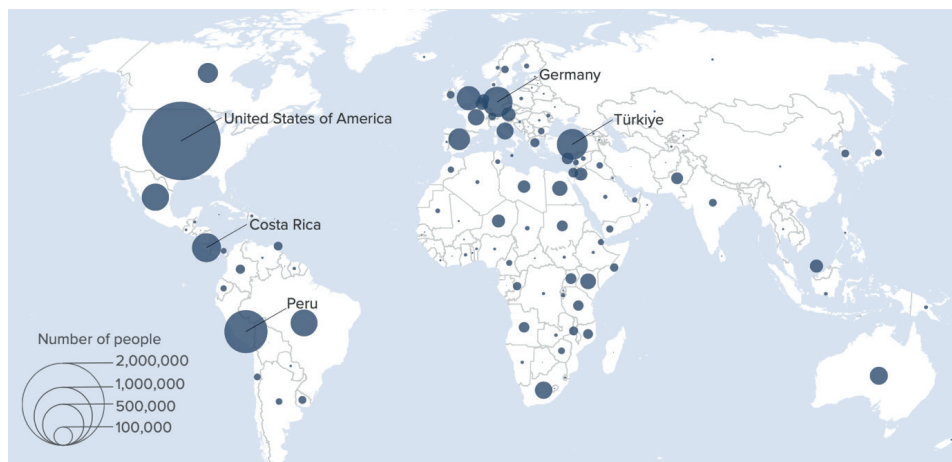 Germany
United States of America
Türkiye
Costa Rica
Peru
Number of people
2,000,000
1,000,000
500,000
100,000